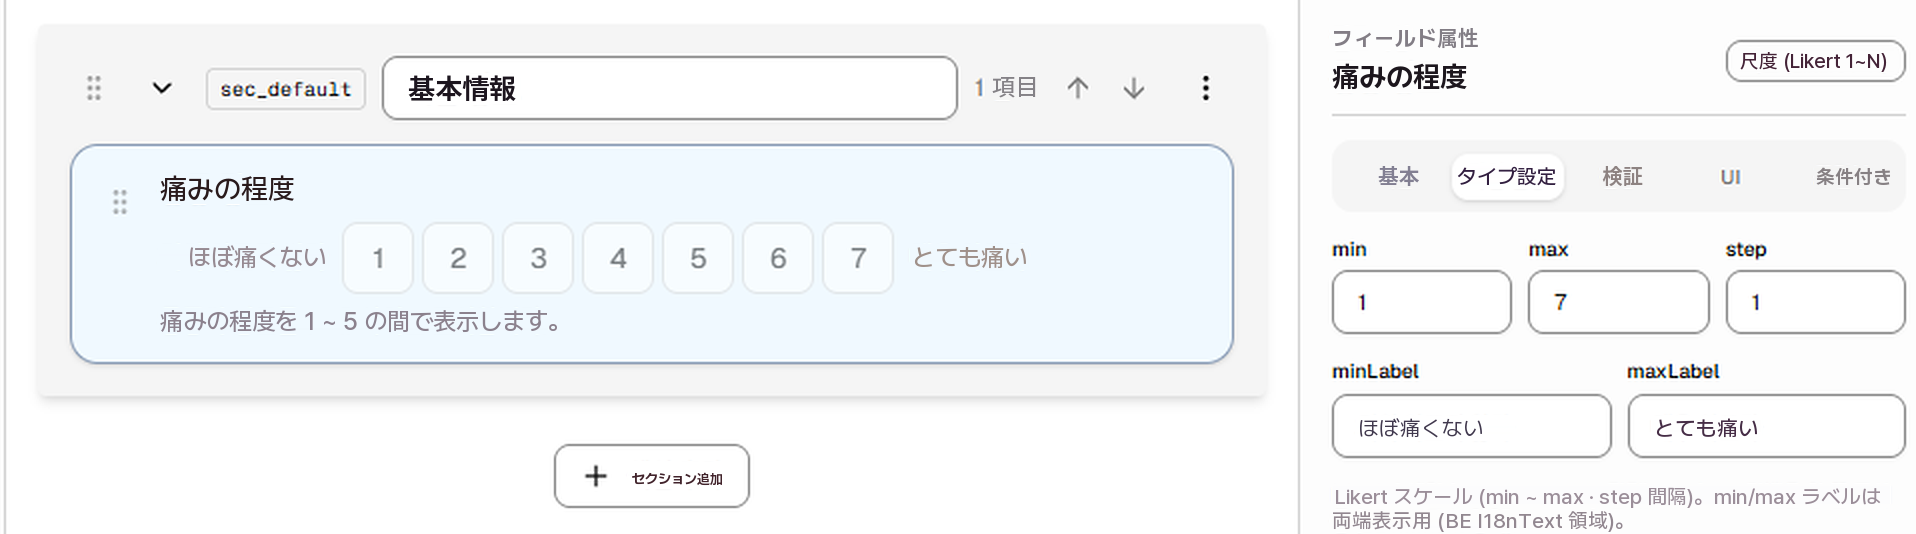 sec_default
基本情報
1 項目
痛みの程度
ほぼ痛くない
1
2
3
4
5
6
7
とても痛い
痛みの程度を 1 ~ 5 の間で表示します。
セクション追加
フィールド属性
痛みの程度
尺度 (Likert 1~N)
基本
タイプ設定
検証
UI
条件付き
min
max
step
1
7
1
minLabel
maxLabel
ほぼ痛くない
とても痛い
Likert スケール (min ~ max · step 間隔)。min/max ラベルは
両端表示用 (BE I18nText 領域)。